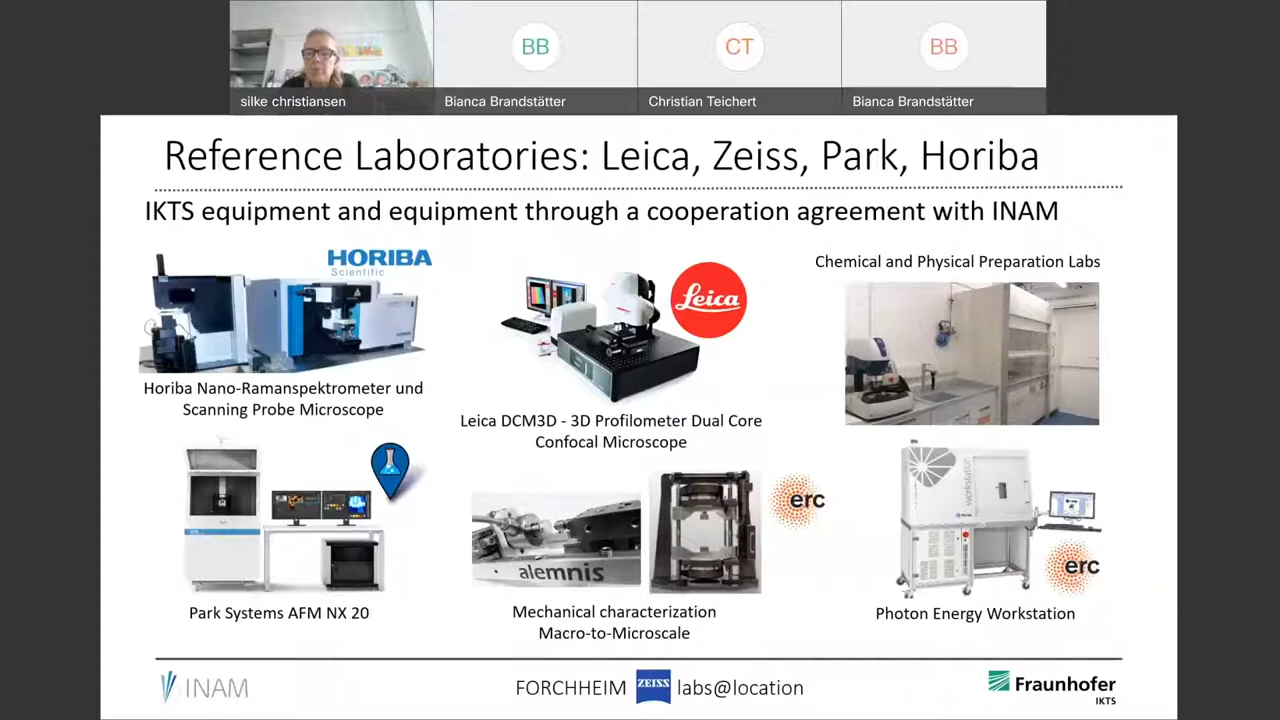 BB
CT
BB
silke christiansen
Bianca Brandstätter
Christian Teichert
Bianca Brandstätter
Reference Laboratories: Leica, Zeiss, Park, Horiba
IKTS equipment and equipment through a cooperation agreement with INAM
HORIBA
Scientific
Horiba Nano-Ramanspektrometer und
Scanning Probe Microscope
Leica
Leica DCM3D - 3D Profilometer Dual Core
Confocal Microscope
Chemical and Physical Preparation Labs
Park Systems AFM NX 20
alemnis
erc
Mechanical characterization
Macro-to-Microscale
workstation
erc
Photon Energy Workstation
INAM
FORCHHEIM ZEISS labs@location
Fraunhofer
IKTS